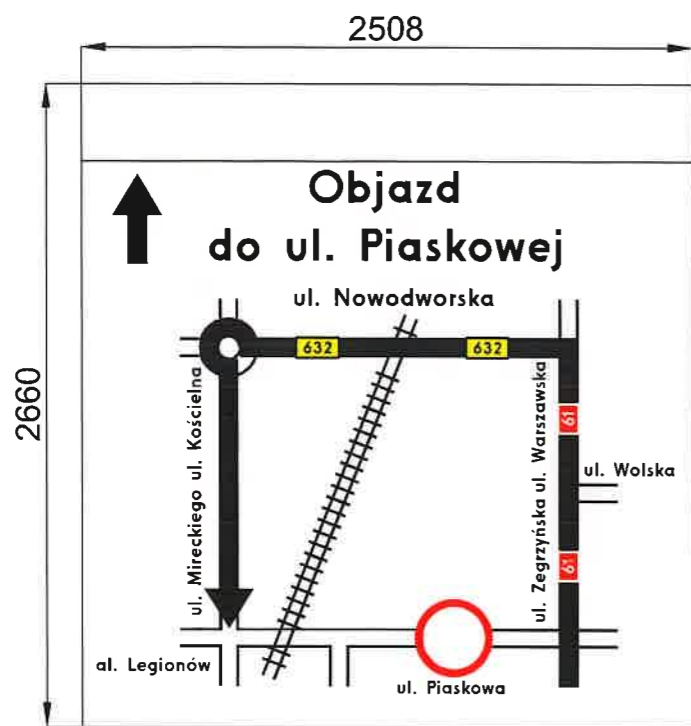 2508
2660
Objazd
do ul. Piaskowej
ul. Nowodworska
632
632
ul. Mireckiego ul. Kościelna
ul. Zegrzyńska ul. Warszawska
61
ul. Wolska
61
al. Legionów
ul. Piaskowa